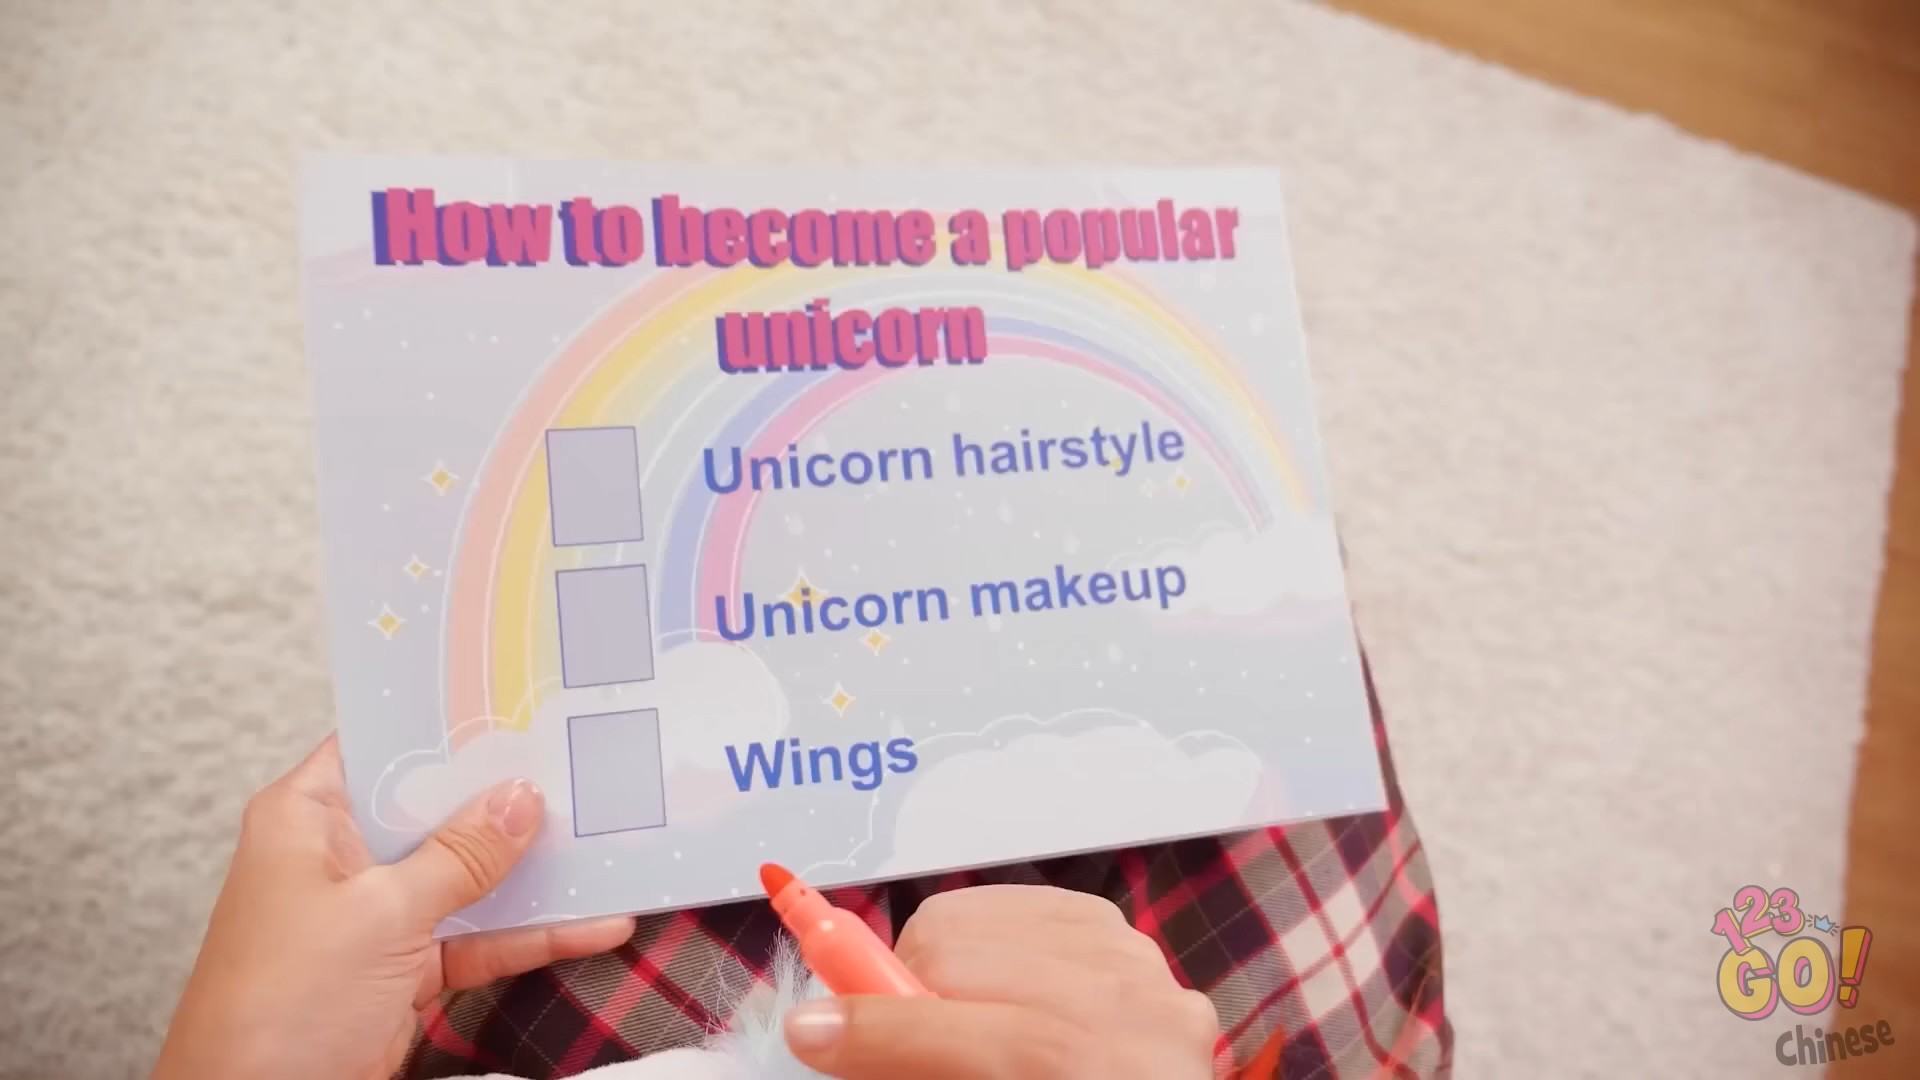 How to become a popular
unicorn
Unicorn hairstyle
Unicorn makeup
Wings
123
GO!
Chinese